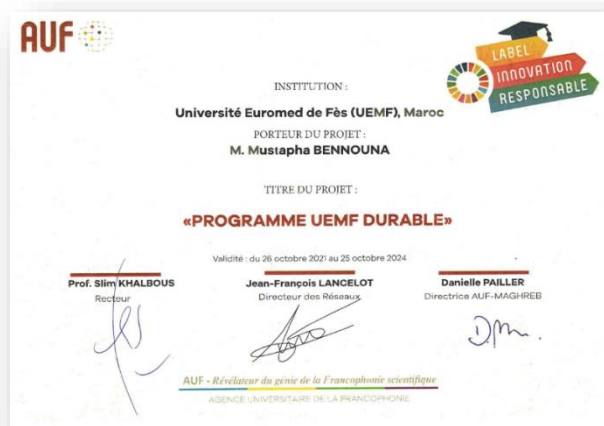 AUF
LABEL
INNOVATION
RESPONSABLE
INSTITUTION :
Université Euromed de Fès (UEMF), Maroc
PORTEUR DU PROJET :
M. Mustapha BENNOUNA
TITRE DU PROJET :
«PROGRAMME UEMF DURABLE»
Validité : du 26 octobre 2021 au 25 octobre 2024
Prof. Slim KHALBOUS
Recteur
Jean-François LANCELOT
Directeur des Réseaux
Danielle PAILLER
Directrice AUF-MAGHREB
AUF - Révélateur du génie de la Francophonie scientifique
AGENCE UNIVERSITAIRE DE LA FRANCOPHONIE